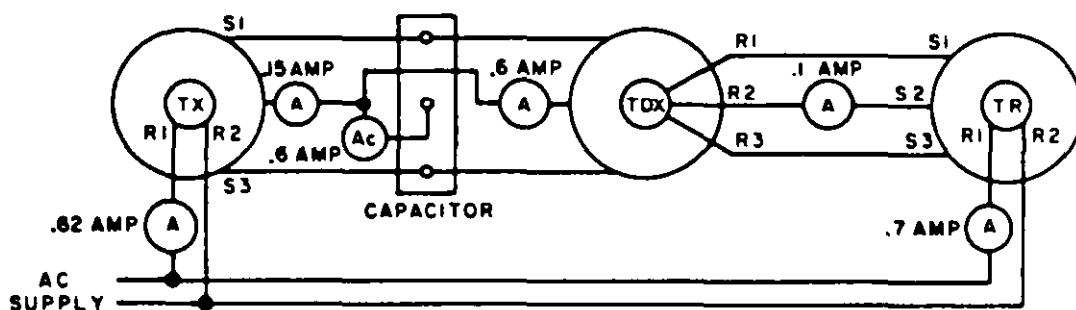 S1
.15 AMP
A
.6 AMP
A
R1
S1
.1 AMP
TX
TDX
R2
A
S2
TR
R1
R2
Ac
R3
S3
R1
R2
.6 AMP
S3
CAPACITOR
.62 AMP
A
.7 AMP
A
AC
SUPPLY